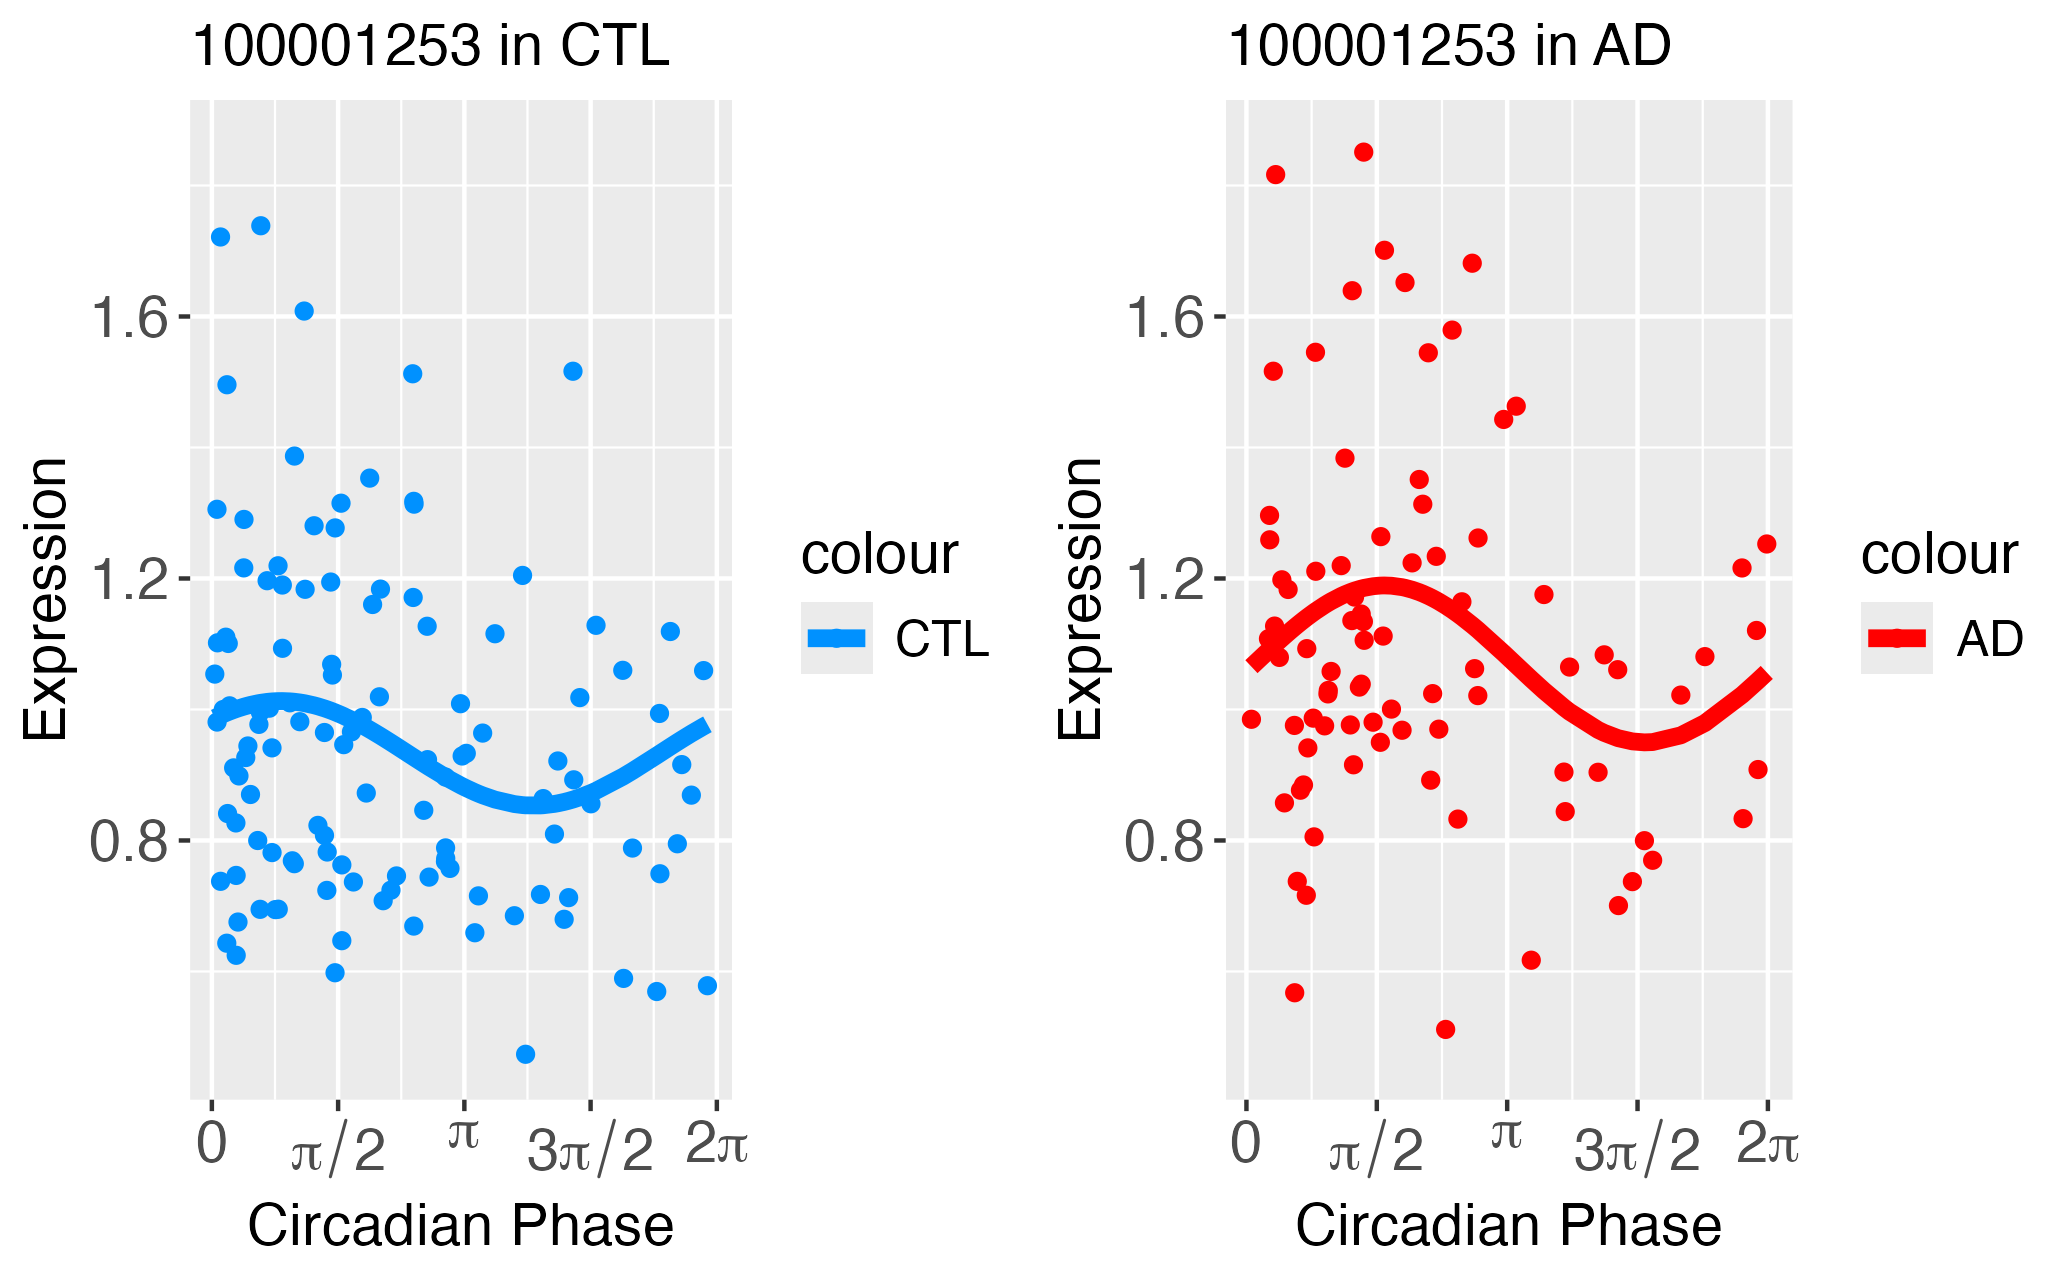 100001253 in CTL
Expression
1.6
1.2
0.8
0 π/2 π 3π/2 2π
Circadian Phase
colour
CTL
100001253 in AD
Expression
1.6
1.2
0.8
0 π/2 π 3π/2 2π
Circadian Phase
colour
AD